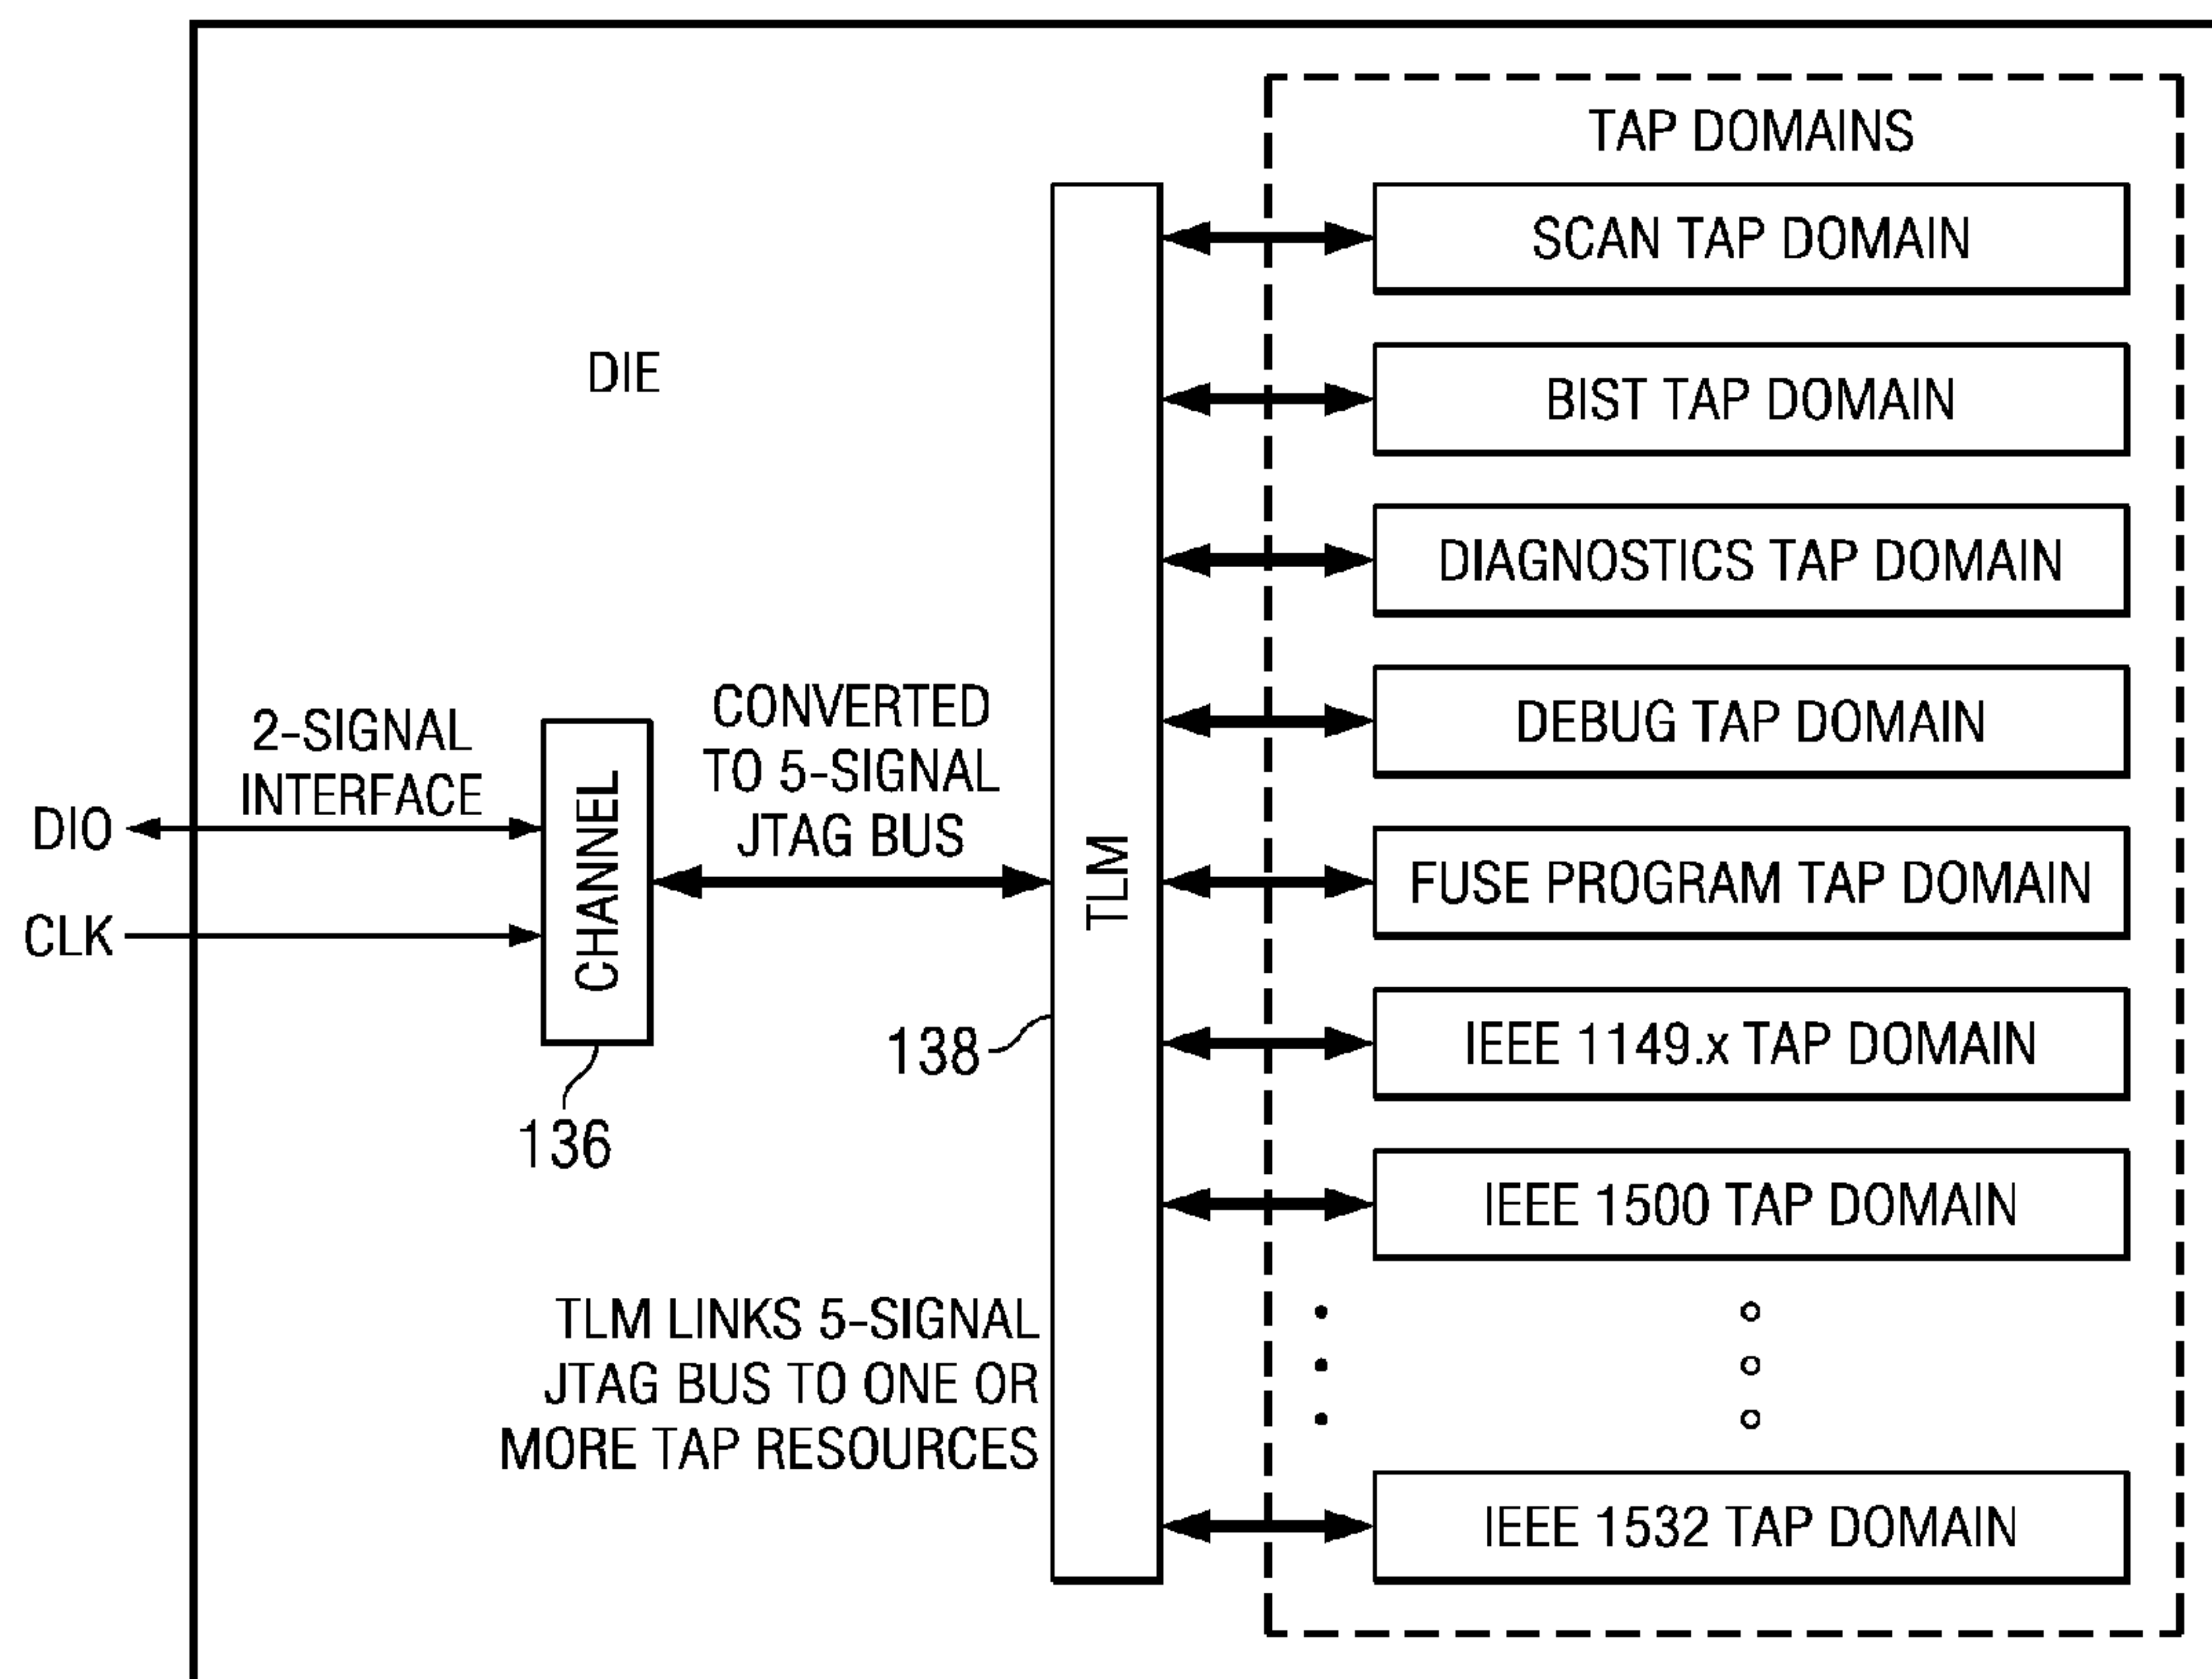 TAP DOMAINS
SCAN TAP DOMAIN
DIE
BIST TAP DOMAIN
DIAGNOSTICS TAP DOMAIN
DEBUG TAP DOMAIN
2-SIGNAL
INTERFACE
DIO
CLK
CHANNEL
136
CONVERTED
TO 5-SIGNAL
JTAG BUS
TLM
138
FUSE PROGRAM TAP DOMAIN
IEEE 1149.x TAP DOMAIN
IEEE 1500 TAP DOMAIN
TLM LINKS 5-SIGNAL
JTAG BUS TO ONE OR
MORE TAP RESOURCES
IEEE 1532 TAP DOMAIN